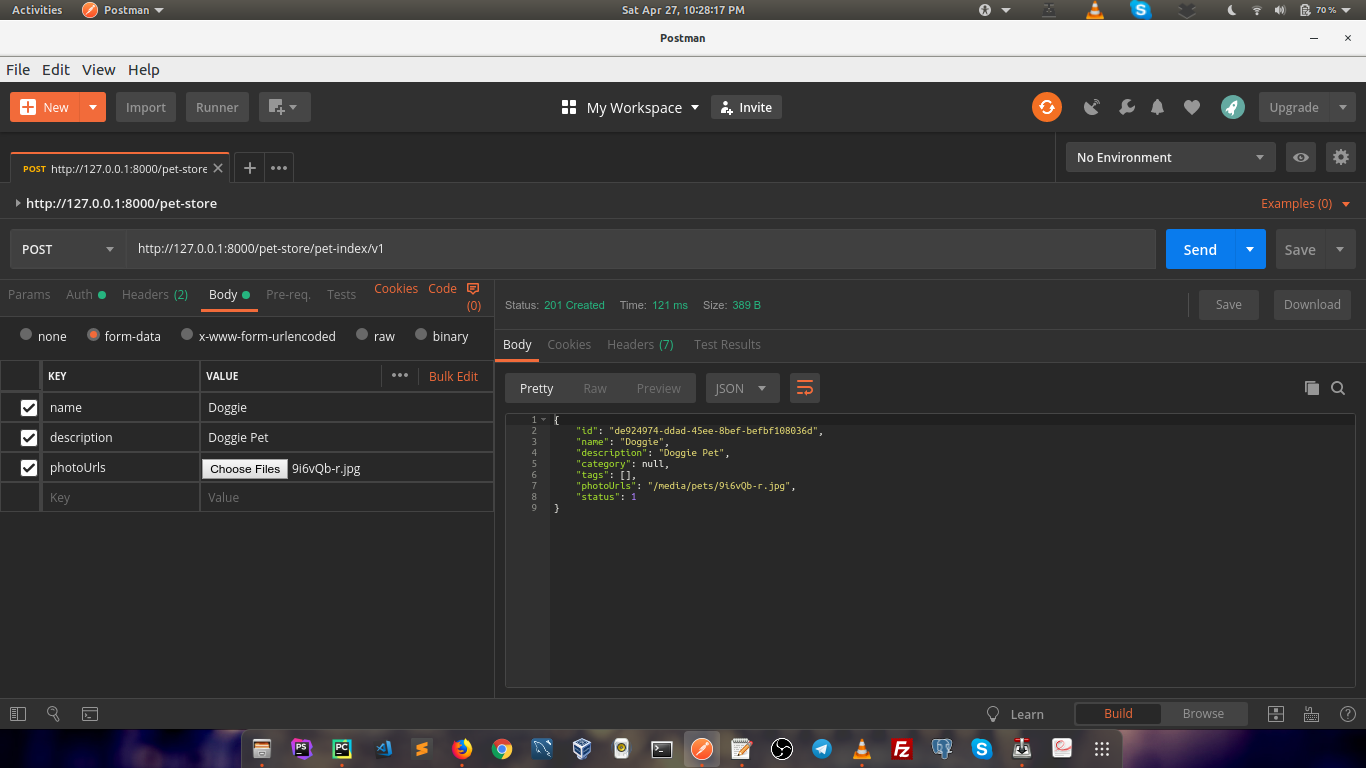 Activities Postman Sat Apr 27, 10:28:17 PM 70 %
Postman
File Edit View Help
New Import Runner My Workspace Invite Upgrade
POST http://127.0.0.1:8000/pet-store No Environment
http://127.0.0.1:8000/pet-store Examples (0)
POST http://127.0.0.1:8000/pet-store/pet-index/v1 Send Save
Params Auth Headers (2) Body Pre-req. Tests Cookies Code (0)
none form-data x-www-form-urlencoded raw binary
KEY VALUE Bulk Edit
name Doggie
description Doggie Pet
photoUrls Choose Files 9i6vQb-r.jpg
Key Value
Status: 201 Created Time: 121 ms Size: 389 B Save Download
Body Cookies Headers (7) Test Results
Pretty Raw Preview JSON
1 {
2 "id": "de924974-ddad-45ee-8bef-befbf108036d",
3 "name": "Doggie",
4 "description": "Doggie Pet",
5 "category": null,
6 "tags": [],
7 "photoUrls": "/media/pets/9i6vQb-r.jpg",
8 "status": 1
9 }
Learn Build Browse
PS PC Fz